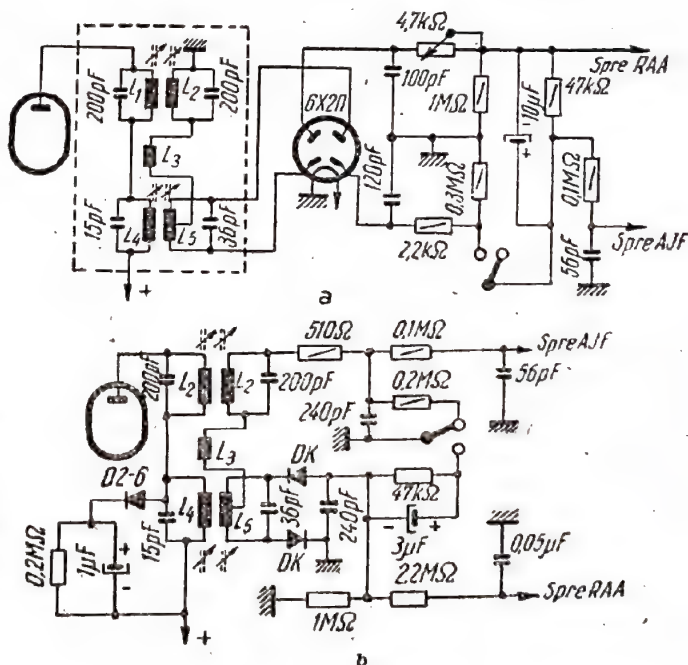 4,7kΩ
Spre RAA
200pF
L1
L2
200pF
100pF
1MΩ
10μF
47kΩ
6Х2П
L3
120pF
0,3MΩ
0,1MΩ
15pF
L4
L5
36pF
2,2kΩ
Spre AJF
56pF
+
+
a
510Ω
0,1MΩ
Spre AJF
200pF
L2
L2
200pF
0,2MΩ
56pF
240pF
L3
DK
D2-6
47kΩ
L4
L5
36pF
240pF
15pF
DK
- 3μF +
0,05μF
0,2MΩ
1μF
+
-
22MΩ
1MΩ
Spre RAA
+
b